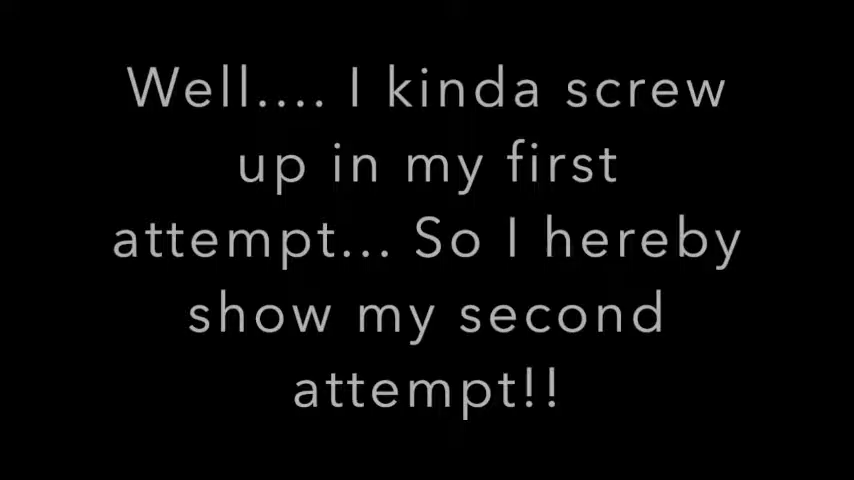 Well.... I kinda screw
up in my first
attempt... So I hereby
show my second
attempt!!